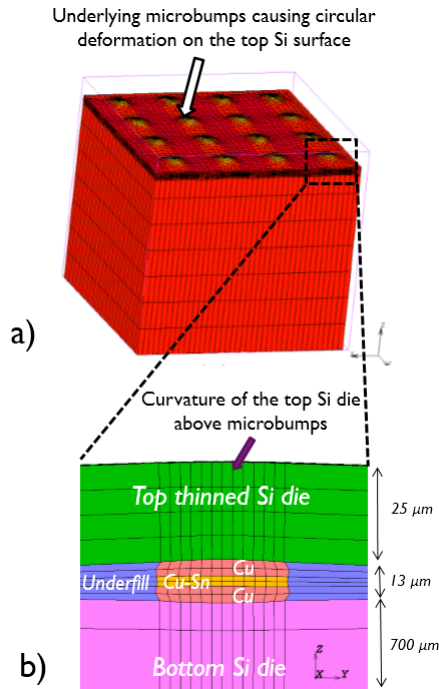 Underlying microbumps causing circular
deformation on the top Si surface
a)
Curvature of the top Si die
above microbumps
Top thinned Si die
25 μm
Cu
Underfill
Cu-Sn
13 μm
Cu
700 μm
b)
Bottom Si die
Z
X
Y